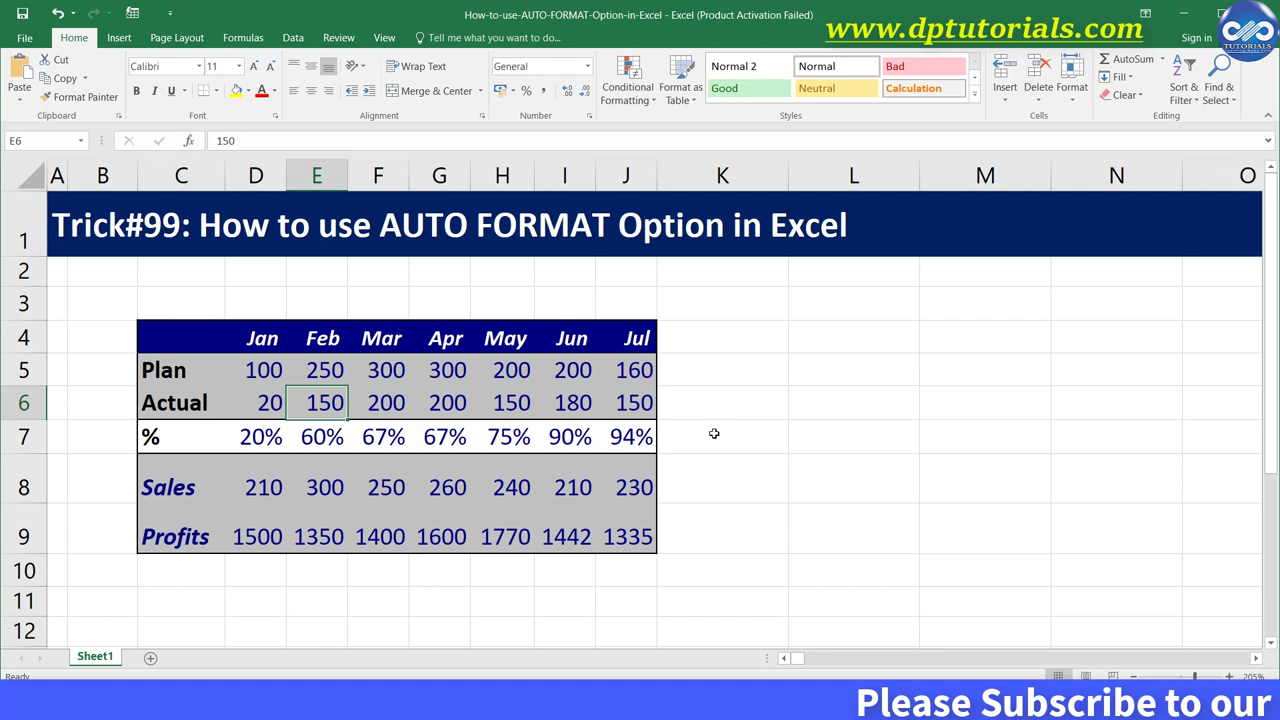 How-to-use-AUTO-FORMAT-Option-in-Excel - Excel (Product Activation Failed)
www.dptutorials.com
Sign in
TUTORIALS
File Home Insert Page Layout Formulas Data Review View Tell me what you want to do...
Paste
Cut
Copy
Format Painter
Clipboard
Calibri 11
B I U
Font
Wrap Text
Merge & Center
Alignment
General
Number
Conditional Formatting
Format as Table
Normal 2 Normal Bad
Good Neutral Calculation
Styles
Insert Delete Format
Cells
AutoSum
Fill
Clear
Sort & Filter
Find & Select
Editing
E6 fx 150
A B C D E F G H I J K L M N O
1 Trick#99: How to use AUTO FORMAT Option in Excel
2
3
4 Jan Feb Mar Apr May Jun Jul
5 Plan 100 250 300 300 200 200 160
6 Actual 20 150 200 200 150 180 150
7 % 20% 60% 67% 67% 75% 90% 94%
8 Sales 210 300 250 260 240 210 230
9 Profits 1500 1350 1400 1600 1770 1442 1335
10
11
12
Sheet1
Ready 205%
Please Subscribe to our